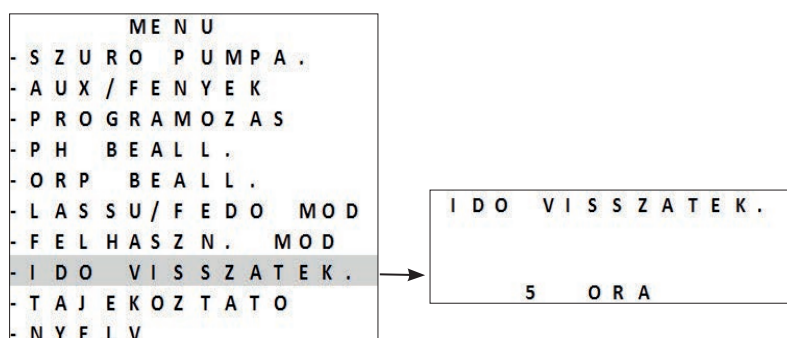 MENU
- SZURO PUMPA.
- AUX/FENYEK
- PROGRAMOZAS
- PH BEALL.
- ORP BEALL.
- LASSU/FEDO MOD
- FELHASZN. MOD
- IDO VISSZATEK.
- TAJEKOZTATO
- NYELV
IDO VISSZATEK.
5 ORA